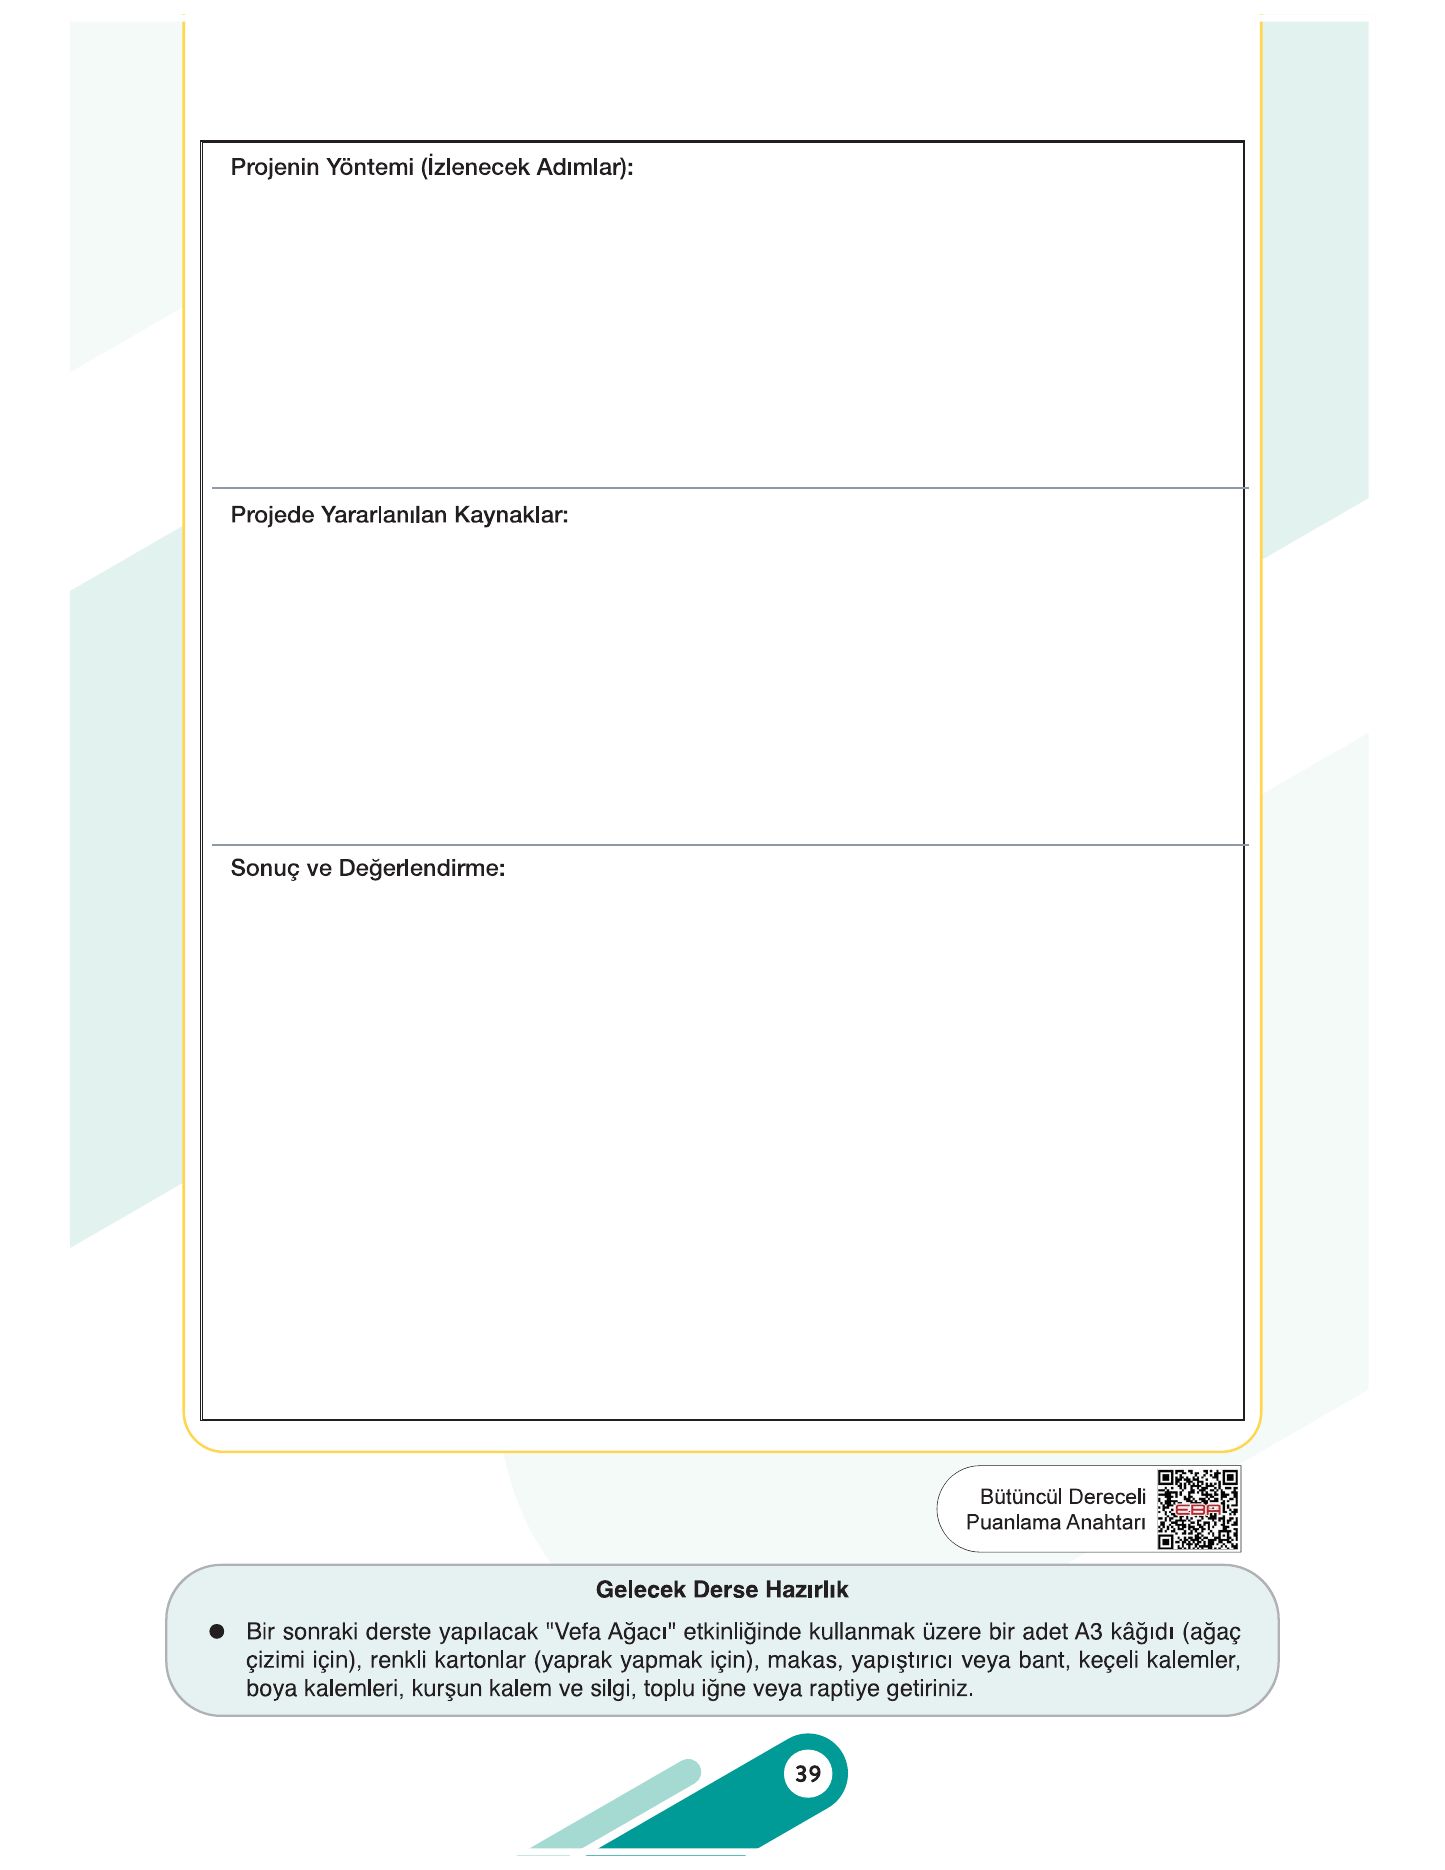 Projenin Yöntemi (İzlenecek Adımlar):
Projede Yararlanılan Kaynaklar:
Sonuç ve Değerlendirme:
Bütüncül Dereceli
Puanlama Anahtarı
EBA
Gelecek Derse Hazırlık
● Bir sonraki derste yapılacak "Vefa Ağacı" etkinliğinde kullanmak üzere bir adet A3 kâğıdı (ağaç
çizimi için), renkli kartonlar (yaprak yapmak için), makas, yapıştırıcı veya bant, keçeli kalemler,
boya kalemleri, kurşun kalem ve silgi, toplu iğne veya raptiye getiriniz.
39